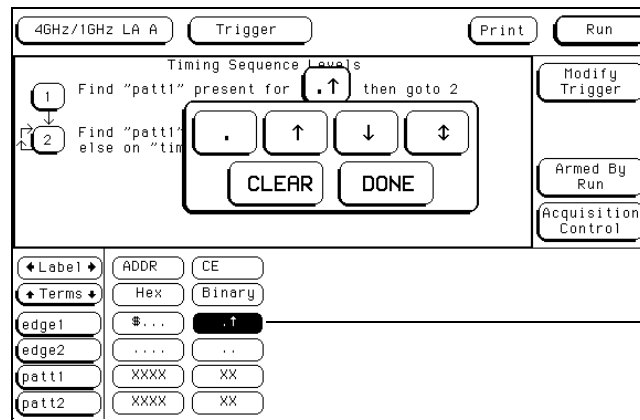 4GHz/1GHz LA A Trigger Print Run
Timing Sequence Levels
Modify
Trigger
1 Find "patt1" present for .↑ then goto 2
2 Find "patt1"
else on "tim
. ↑ ↓ ↕
CLEAR DONE
Armed By
Run
Acquisition
Control
←Label→ ADDR CE
↑Terms↓ Hex Binary
edge1 $... .↑
edge2 .... ..
patt1 XXXX XX
patt2 XXXX XX